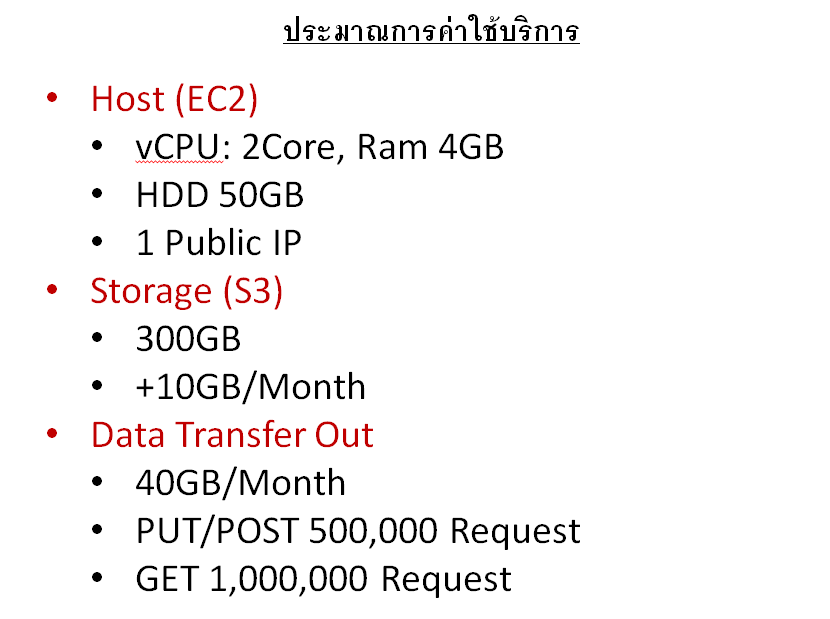 ประมาณการค่าใช้บริการ
• Host (EC2)
• vCPU: 2Core, Ram 4GB
• HDD 50GB
• 1 Public IP
• Storage (S3)
• 300GB
• +10GB/Month
• Data Transfer Out
• 40GB/Month
• PUT/POST 500,000 Request
• GET 1,000,000 Request